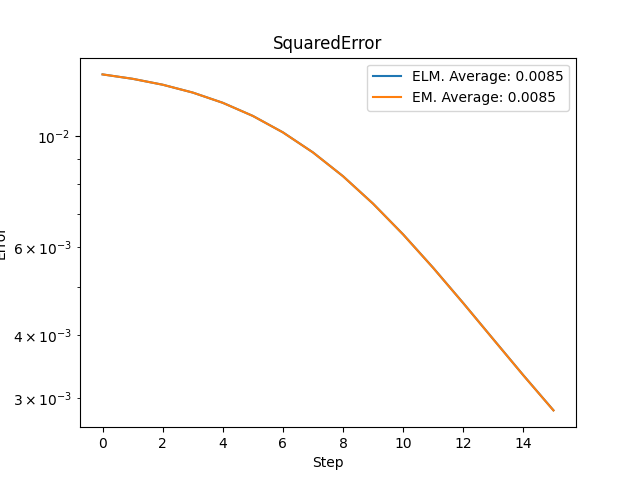 SquaredError
ELM. Average: 0.0085
EM. Average: 0.0085
Error
10⁻²
6 × 10⁻³
4 × 10⁻³
3 × 10⁻³
0 2 4 6 8 10 12 14
Step